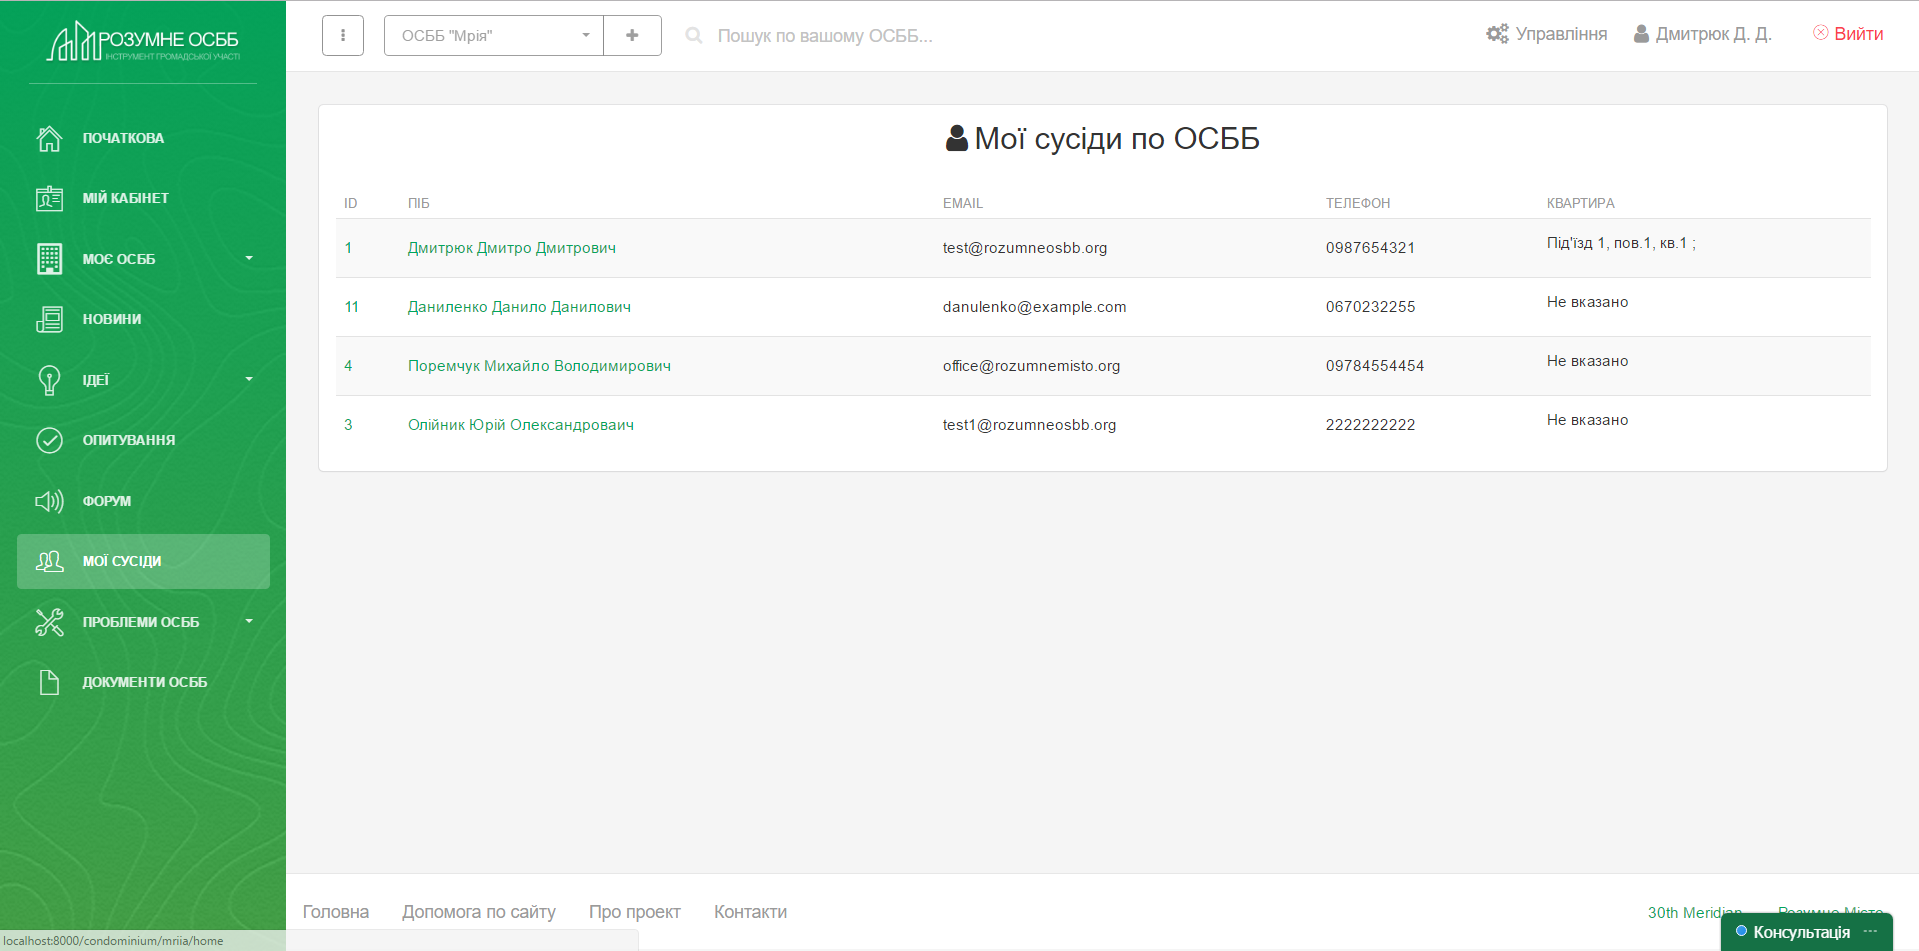 РОЗУМНЕ ОСББ
ІНСТРУМЕНТ ГРОМАДСЬКОЇ УЧАСТІ
ПОЧАТКОВА
МІЙ КАБІНЕТ
МОЄ ОСББ
НОВИНИ
ІДЕЇ
ОПИТУВАННЯ
ФОРУМ
МОЇ СУСІДИ
ПРОБЛЕМИ ОСББ
ДОКУМЕНТИ ОСББ
ОСББ "Мрія"
Пошук по вашому ОСББ...
Управління
Дмитрюк Д. Д.
Вийти
Мої сусіди по ОСББ
ID ПІБ EMAIL ТЕЛЕФОН КВАРТИРА
1 Дмитрюк Дмитро Дмитрович test@rozumneosbb.org 0987654321 Під'їзд 1, пов.1, кв.1 ;
11 Даниленко Данило Данилович danulenko@example.com 0670232255 Не вказано
4 Поремчук Михайло Володимирович office@rozumnemisto.org 09784554454 Не вказано
3 Олійник Юрій Олександроваич test1@rozumneosbb.org 2222222222 Не вказано
Головна Допомога по сайту Про проект Контакти
30th Meridian Розумне Місто
Консультація
localhost:8000/condominium/mriia/home